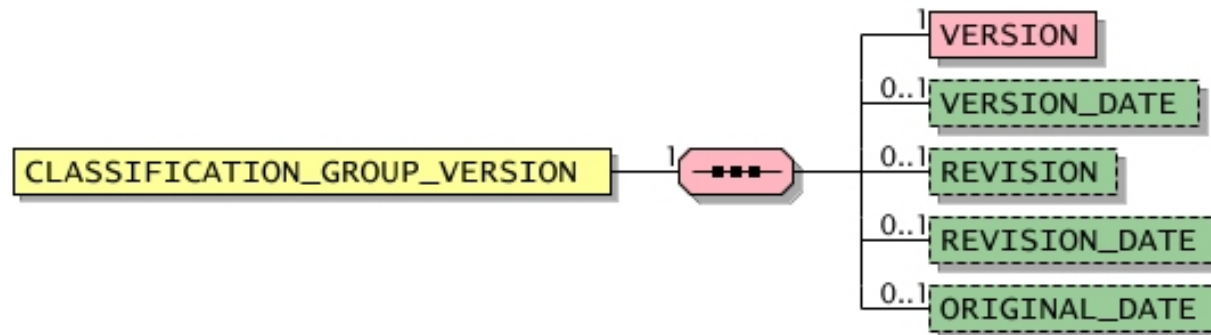 1
VERSION
0..1
VERSION_DATE
CLASSIFICATION_GROUP_VERSION
1
0..1
REVISION
0..1
REVISION_DATE
0..1
ORIGINAL_DATE